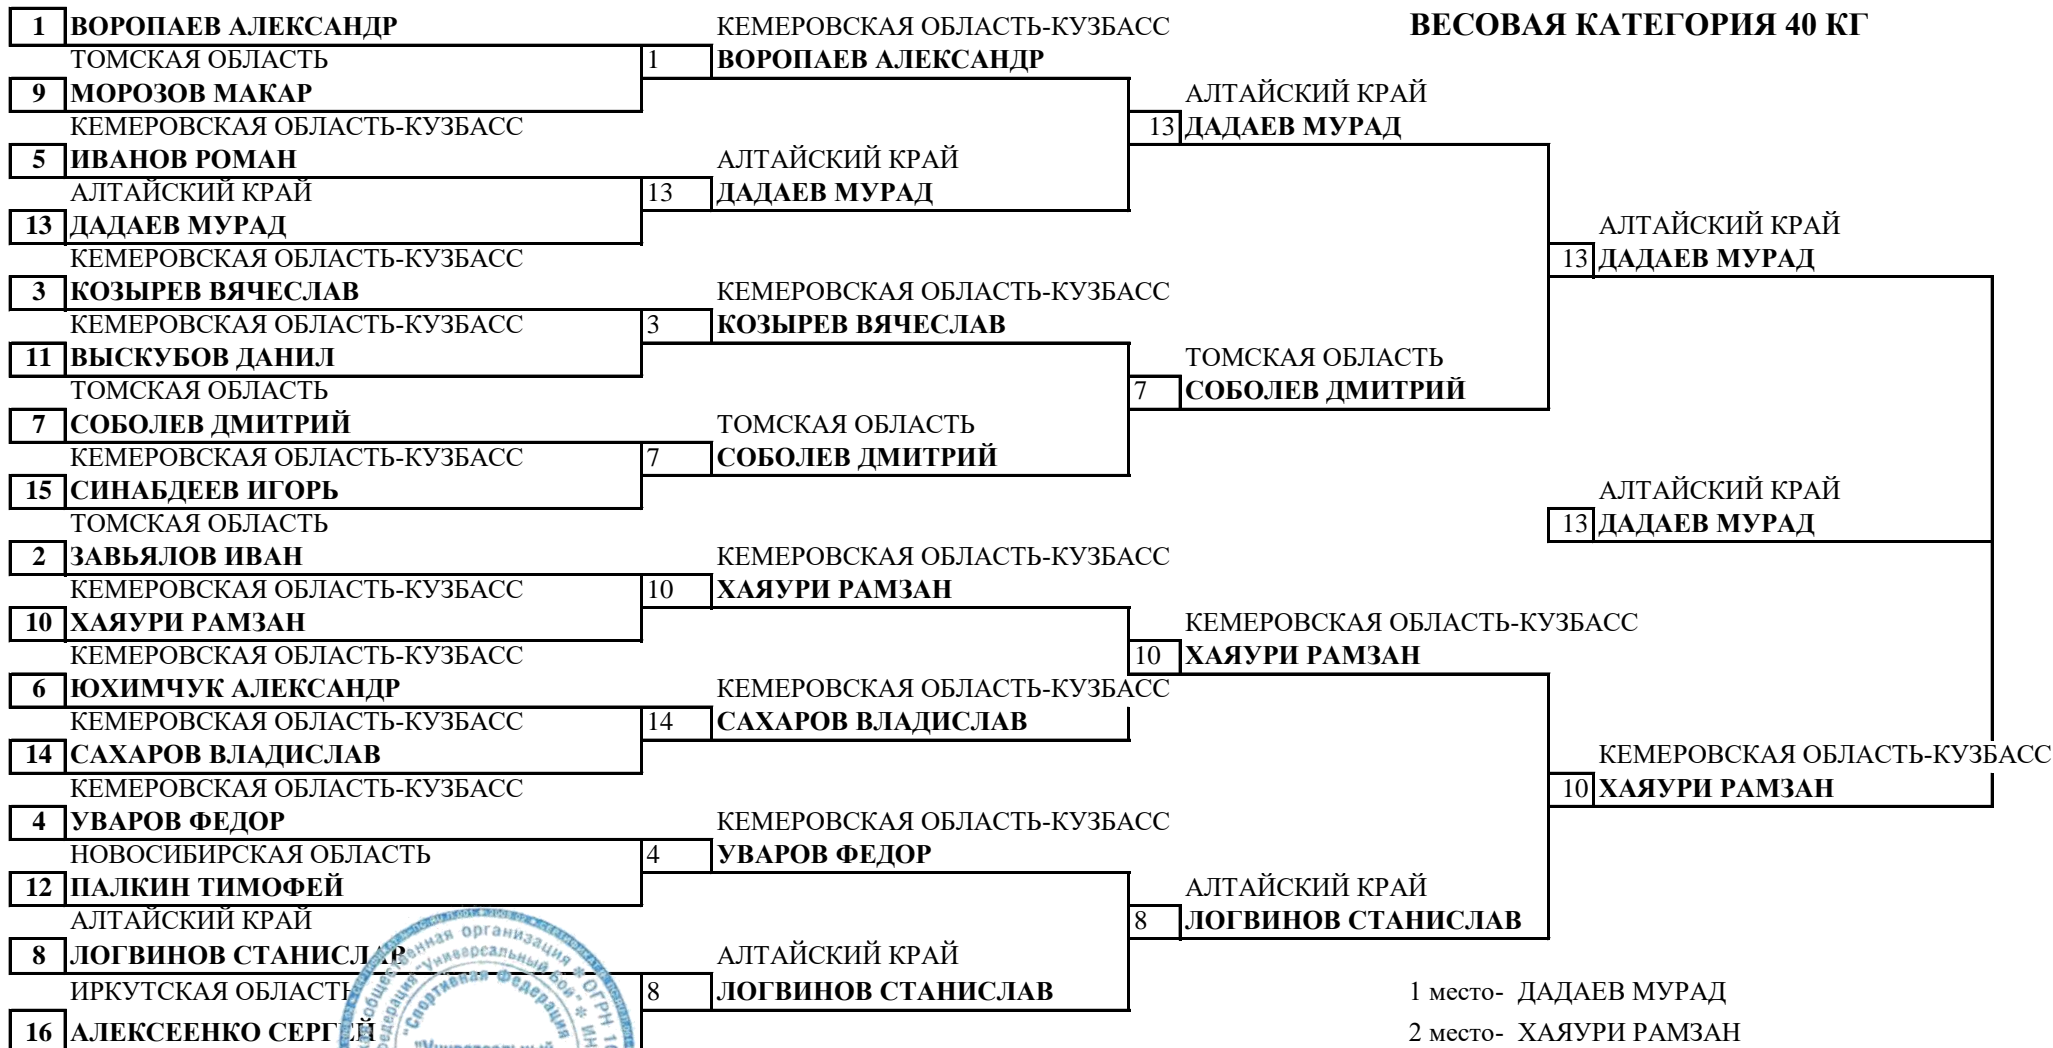 ВЕСОВАЯ КАТЕГОРИЯ 40 КГ
1 ВОРОПАЕВ АЛЕКСАНДР
ТОМСКАЯ ОБЛАСТЬ
9 МОРОЗОВ МАКАР
КЕМЕРОВСКАЯ ОБЛАСТЬ-КУЗБАСС
5 ИВАНОВ РОМАН
АЛТАЙСКИЙ КРАЙ
13 ДАДАЕВ МУРАД
КЕМЕРОВСКАЯ ОБЛАСТЬ-КУЗБАСС
3 КОЗЫРЕВ ВЯЧЕСЛАВ
КЕМЕРОВСКАЯ ОБЛАСТЬ-КУЗБАСС
11 ВЫСКУБОВ ДАНИЛ
ТОМСКАЯ ОБЛАСТЬ
7 СОБОЛЕВ ДМИТРИЙ
КЕМЕРОВСКАЯ ОБЛАСТЬ-КУЗБАСС
15 СИНАБДЕЕВ ИГОРЬ
ТОМСКАЯ ОБЛАСТЬ
2 ЗАВЬЯЛОВ ИВАН
КЕМЕРОВСКАЯ ОБЛАСТЬ-КУЗБАСС
10 ХАЯУРИ РАМЗАН
КЕМЕРОВСКАЯ ОБЛАСТЬ-КУЗБАСС
6 ЮХИМЧУК АЛЕКСАНДР
КЕМЕРОВСКАЯ ОБЛАСТЬ-КУЗБАСС
14 САХАРОВ ВЛАДИСЛАВ
КЕМЕРОВСКАЯ ОБЛАСТЬ-КУЗБАСС
4 УВАРОВ ФЕДОР
НОВОСИБИРСКАЯ ОБЛАСТЬ
12 ПАЛКИН ТИМОФЕЙ
АЛТАЙСКИЙ КРАЙ
8 ЛОГВИНОВ СТАНИСЛАВ
ИРКУТСКАЯ ОБЛАСТЬ
16 АЛЕКСЕЕНКО СЕРГЕЙ
КЕМЕРОВСКАЯ ОБЛАСТЬ-КУЗБАСС
1 ВОРОПАЕВ АЛЕКСАНДР
АЛТАЙСКИЙ КРАЙ
13 ДАДАЕВ МУРАД
КЕМЕРОВСКАЯ ОБЛАСТЬ-КУЗБАСС
3 КОЗЫРЕВ ВЯЧЕСЛАВ
ТОМСКАЯ ОБЛАСТЬ
7 СОБОЛЕВ ДМИТРИЙ
КЕМЕРОВСКАЯ ОБЛАСТЬ-КУЗБАСС
10 ХАЯУРИ РАМЗАН
КЕМЕРОВСКАЯ ОБЛАСТЬ-КУЗБАСС
14 САХАРОВ ВЛАДИСЛАВ
КЕМЕРОВСКАЯ ОБЛАСТЬ-КУЗБАСС
4 УВАРОВ ФЕДОР
АЛТАЙСКИЙ КРАЙ
8 ЛОГВИНОВ СТАНИСЛАВ
АЛТАЙСКИЙ КРАЙ
13 ДАДАЕВ МУРАД
ТОМСКАЯ ОБЛАСТЬ
7 СОБОЛЕВ ДМИТРИЙ
КЕМЕРОВСКАЯ ОБЛАСТЬ-КУЗБАСС
10 ХАЯУРИ РАМЗАН
АЛТАЙСКИЙ КРАЙ
8 ЛОГВИНОВ СТАНИСЛАВ
АЛТАЙСКИЙ КРАЙ
13 ДАДАЕВ МУРАД
АЛТАЙСКИЙ КРАЙ
13 ДАДАЕВ МУРАД
КЕМЕРОВСКАЯ ОБЛАСТЬ-КУЗБАСС
10 ХАЯУРИ РАМЗАН
1 место- ДАДАЕВ МУРАД
2 место- ХАЯУРИ РАМЗАН
организация * ОГРН
"Универсальный Бой" *
"Спортивная Федерация